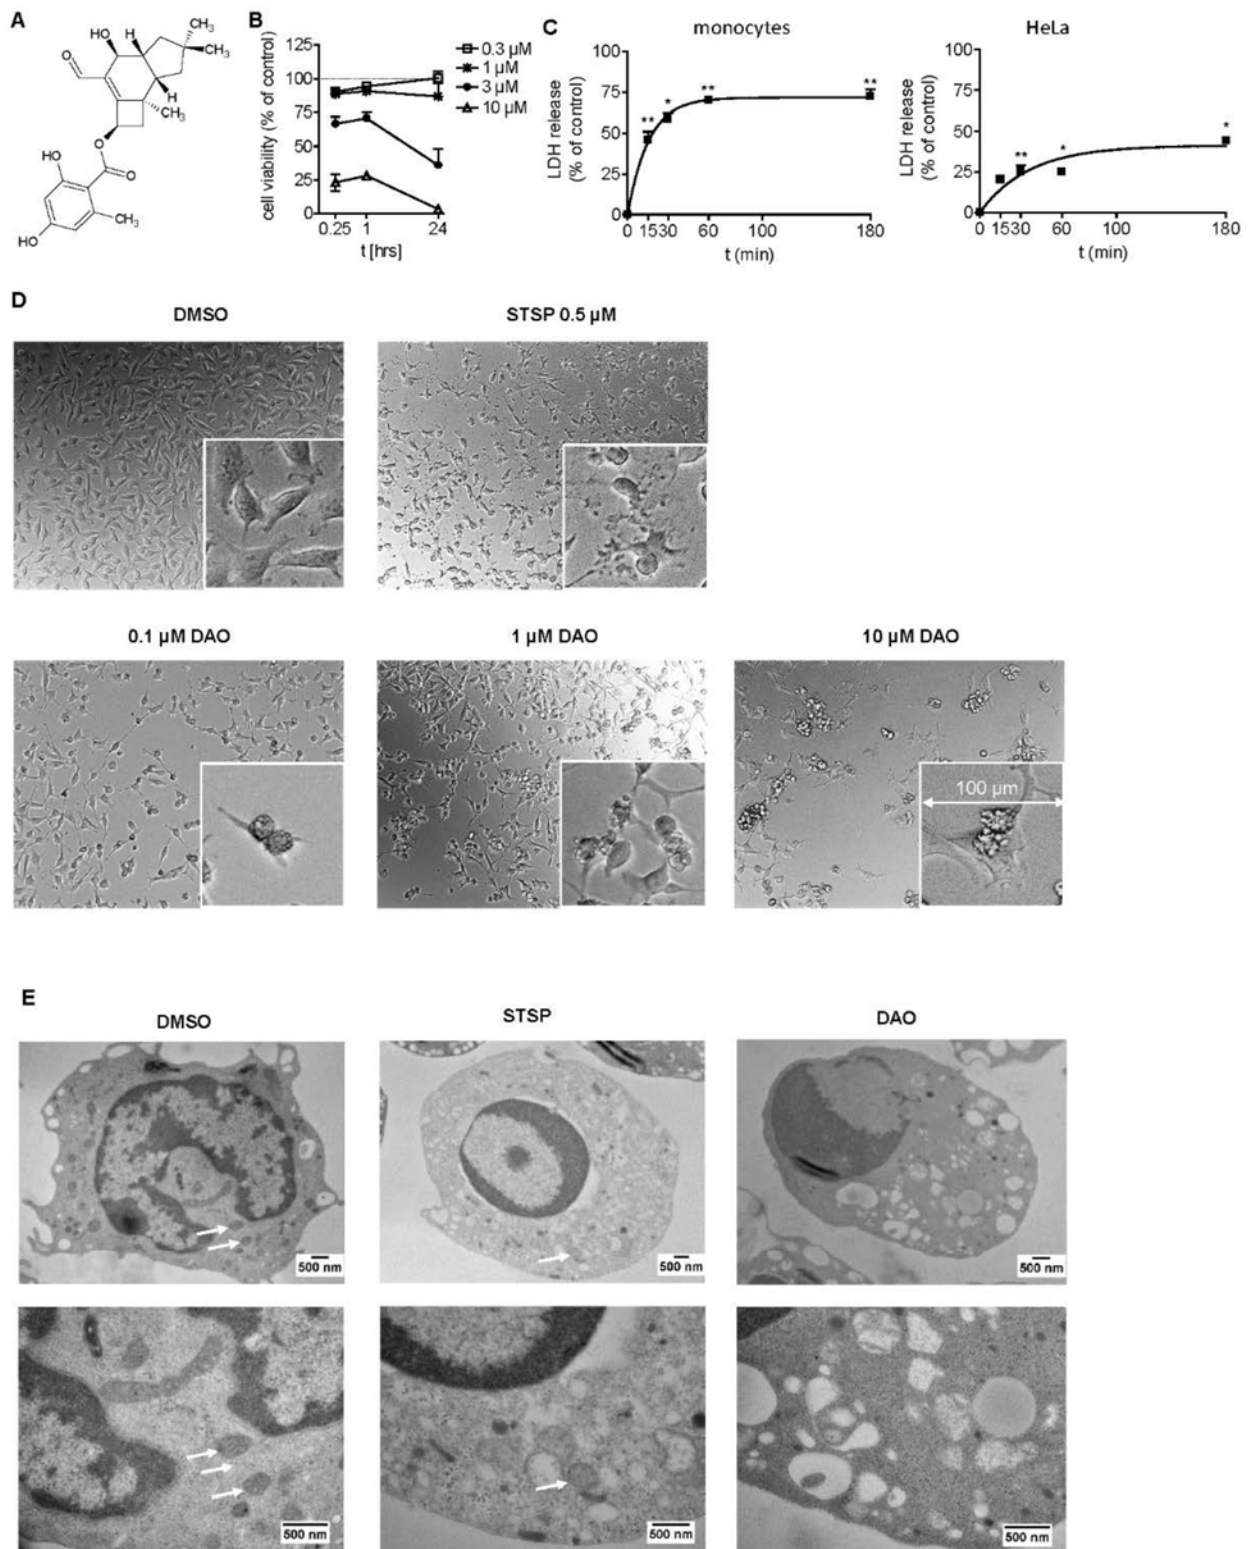 A
HO
H
CH₃
CH₃
O
H
CH₃
O
HO
O
CH₃
HO
B
cell viability (% of control)
125
100
75
50
25
0
0.25 1 24
t [hrs]
0.3 µM
1 µM
3 µM
10 µM
C
monocytes
LDH release
(% of control)
100
75
50
25
0
** * ** **
0 1530 60 100 180
t (min)
HeLa
LDH release
(% of control)
100
75
50
25
0
** * *
0 1530 60 100 180
t (min)
D
DMSO
STSP 0.5 µM
0.1 µM DAO
1 µM DAO
10 µM DAO
100 µm
E
DMSO
STSP
DAO
500 nm
500 nm
500 nm
500 nm
500 nm
500 nm